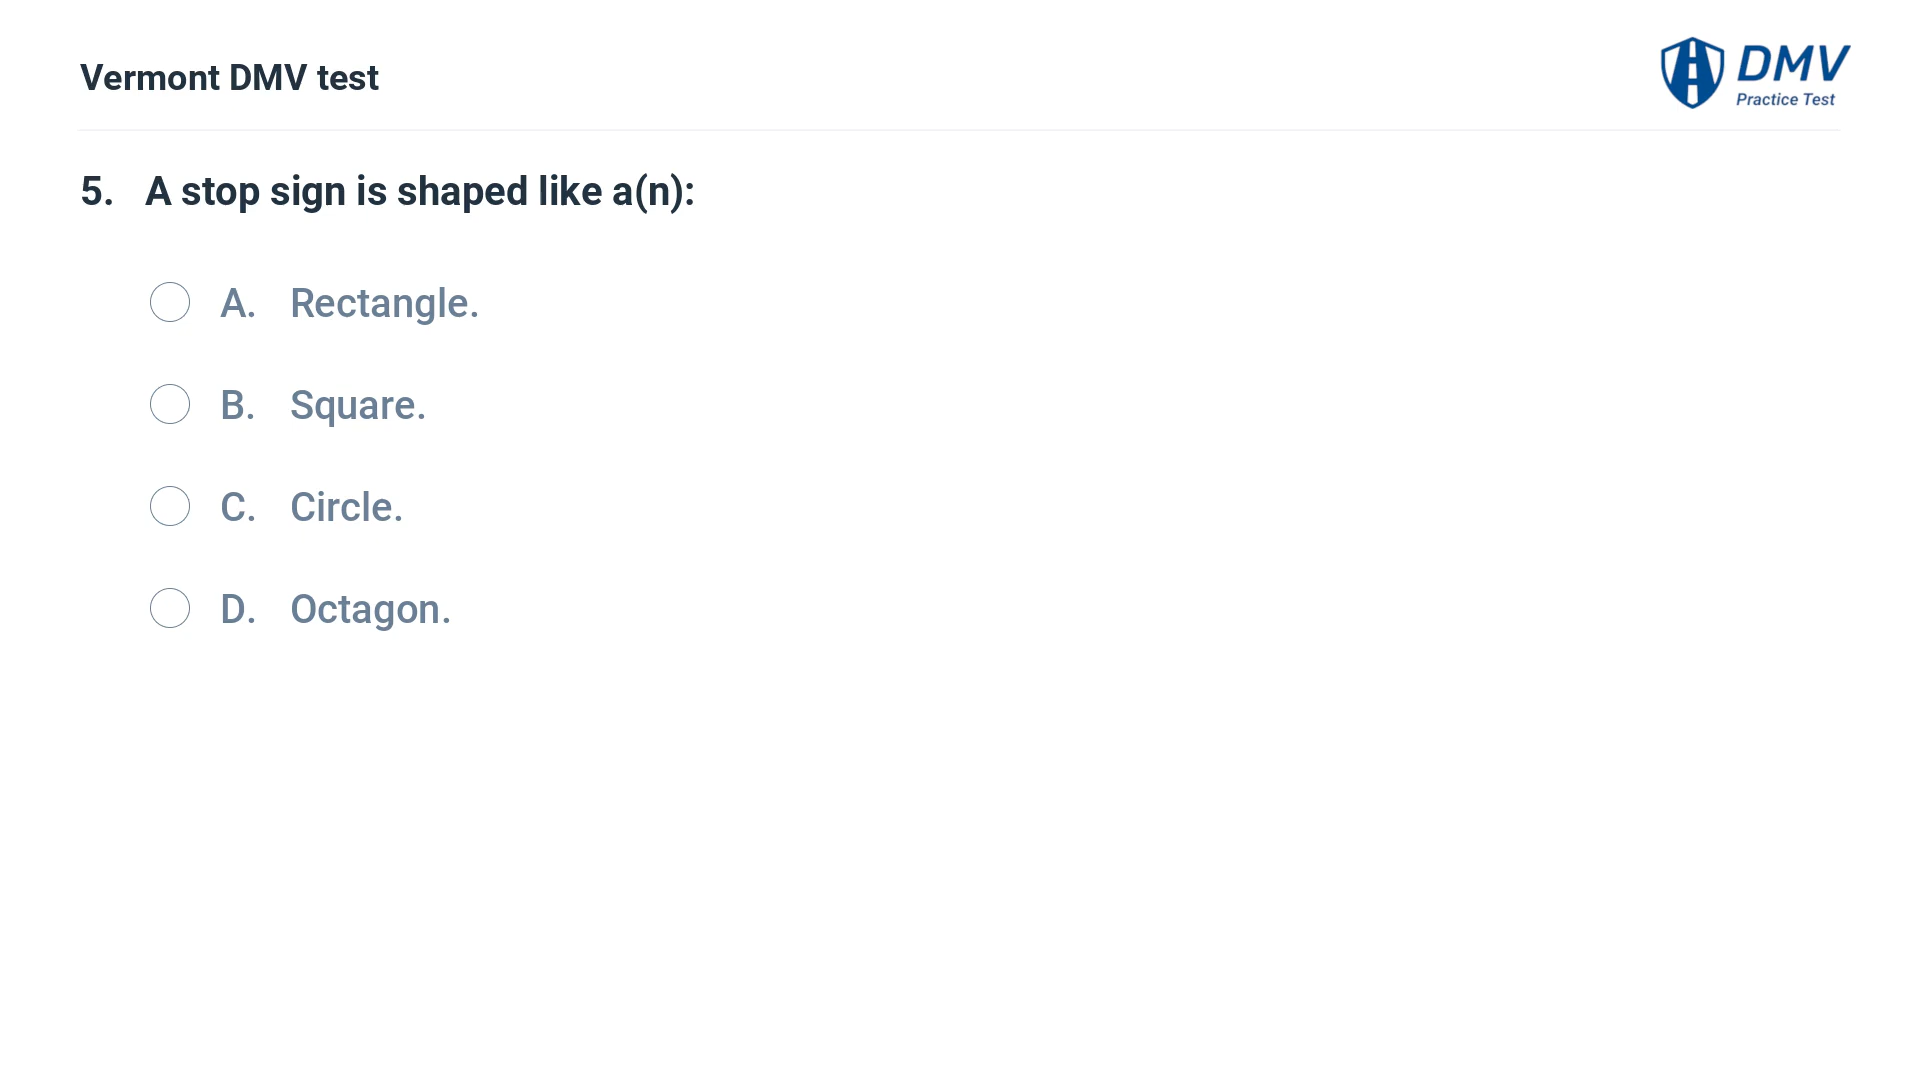 Vermont DMV test
DMV
Practice Test
5. A stop sign is shaped like a(n):
A. Rectangle.
B. Square.
C. Circle.
D. Octagon.